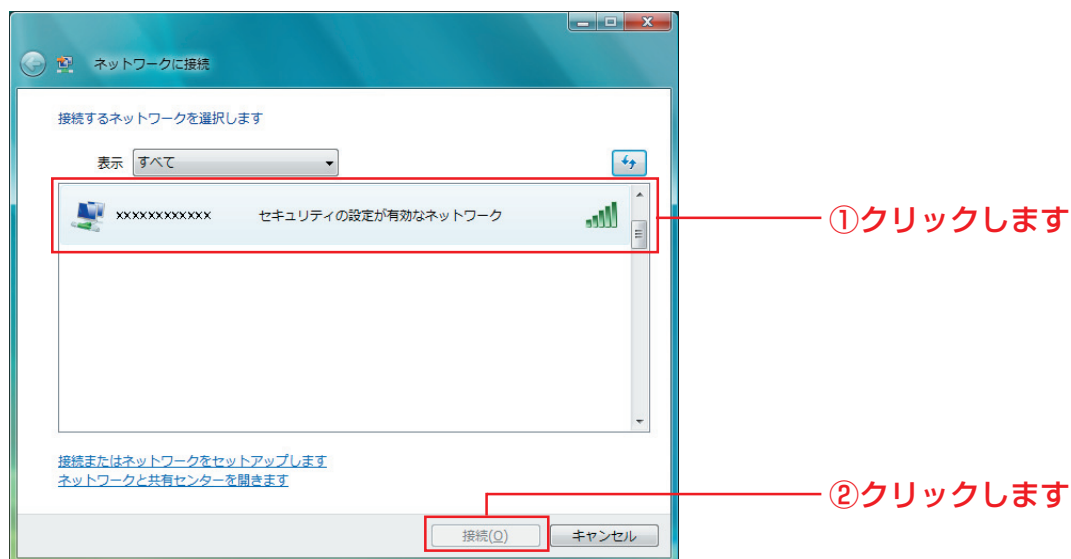 ネットワークに接続
接続するネットワークを選択します
表示 すべて
xxxxxxxxxxxx セキュリティの設定が有効なネットワーク
①クリックします
接続またはネットワークをセットアップします
ネットワークと共有センターを開きます
②クリックします
接続(O) キャンセル